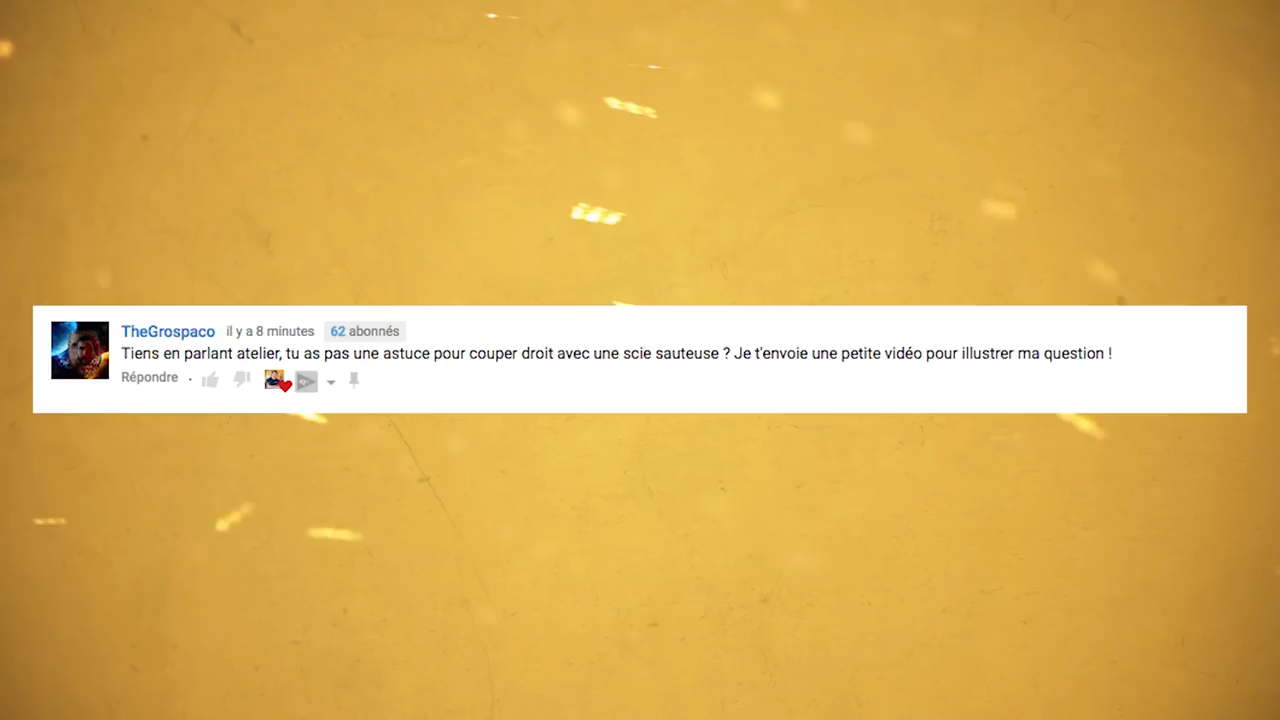 TheGrospaco il y a 8 minutes 62 abonnés
Tiens en parlant atelier, tu as pas une astuce pour couper droit avec une scie sauteuse ? Je t'envoie une petite vidéo pour illustrer ma question !
Répondre